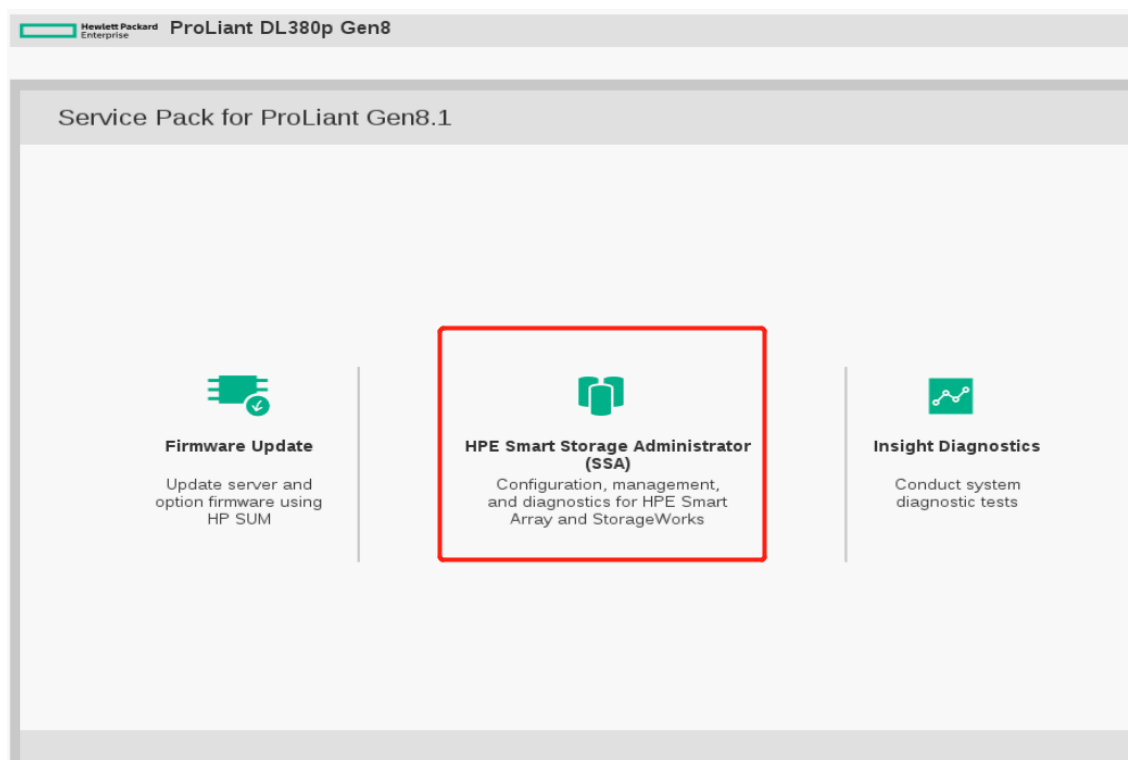 Hewlett Packard
Enterprise
ProLiant DL380p Gen8
Service Pack for ProLiant Gen8.1
Firmware Update
Update server and
option firmware using
HP SUM
HPE Smart Storage Administrator
(SSA)
Configuration, management,
and diagnostics for HPE Smart
Array and StorageWorks
Insight Diagnostics
Conduct system
diagnostic tests